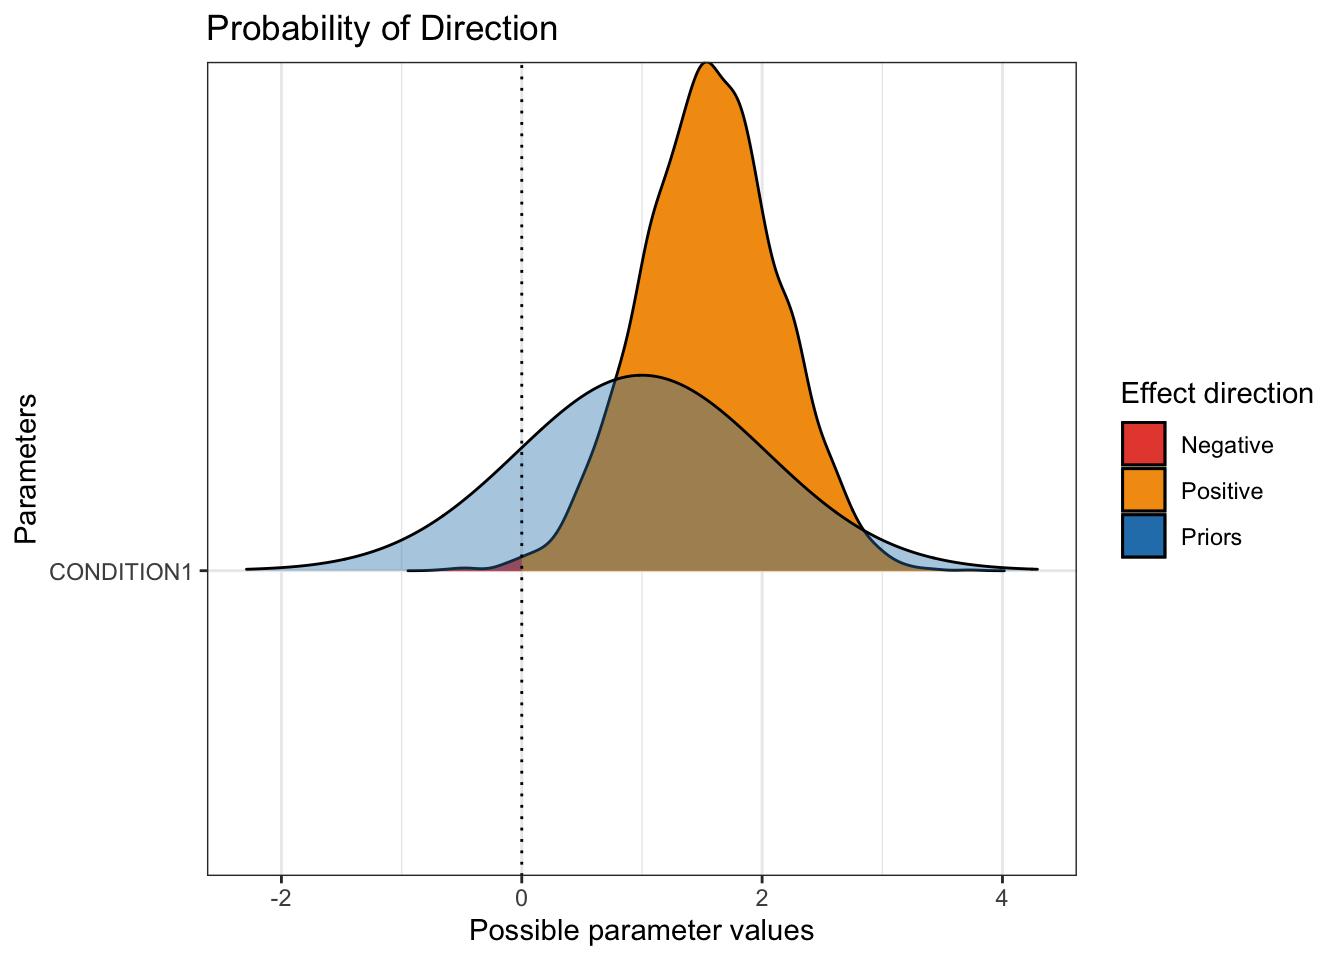 Probability of Direction
Parameters
CONDITION1
Effect direction
Negative
Positive
Priors
-2
0
2
4
Possible parameter values